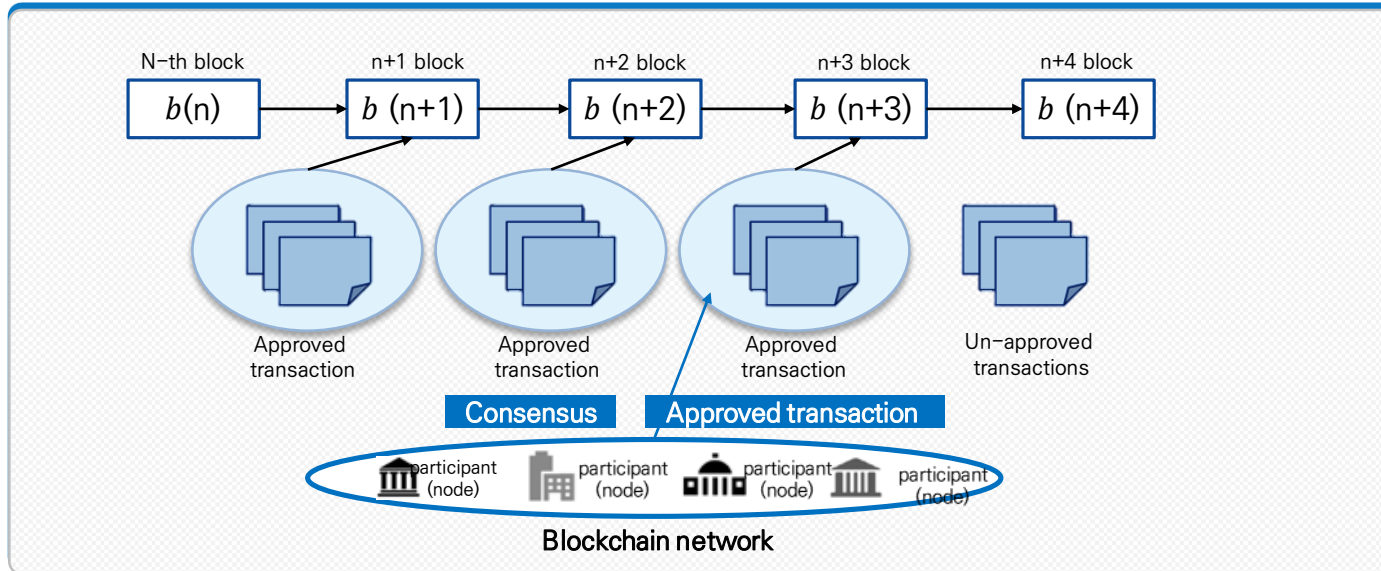 N-th block
n+1 block
n+2 block
n+3 block
n+4 block
b(n)
b (n+1)
b (n+2)
b (n+3)
b (n+4)
Approved
transaction
Approved
transaction
Approved
transaction
Un-approved
transactions
Consensus
Approved transaction
participant
(node)
participant
(node)
participant
(node)
participant
(node)
Blockchain network